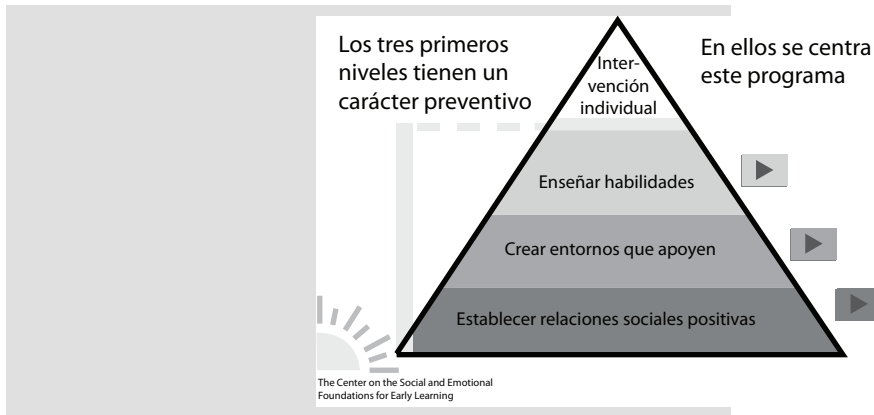 Los tres primeros
niveles tienen un
carácter preventivo
En ellos se centra
este programa
Inter-
vención
individual
Enseñar habilidades
Crear entornos que apoyen
Establecer relaciones sociales positivas
The Center on the Social and Emotional
Foundations for Early Learning